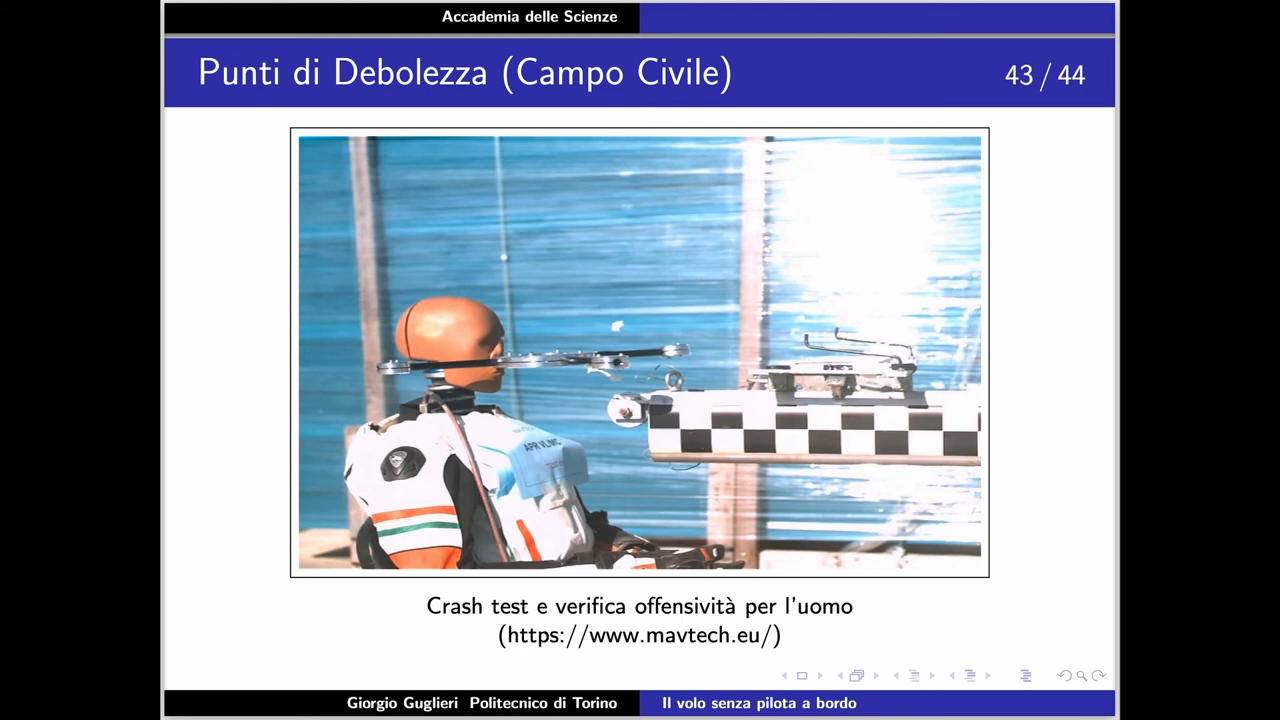 Accademia delle Scienze
Punti di Debolezza (Campo Civile)
43 / 44
APR VLMC
Crash test e verifica offensività per l'uomo
(https://www.mavtech.eu/)
Giorgio Guglieri Politecnico di Torino
Il volo senza pilota a bordo